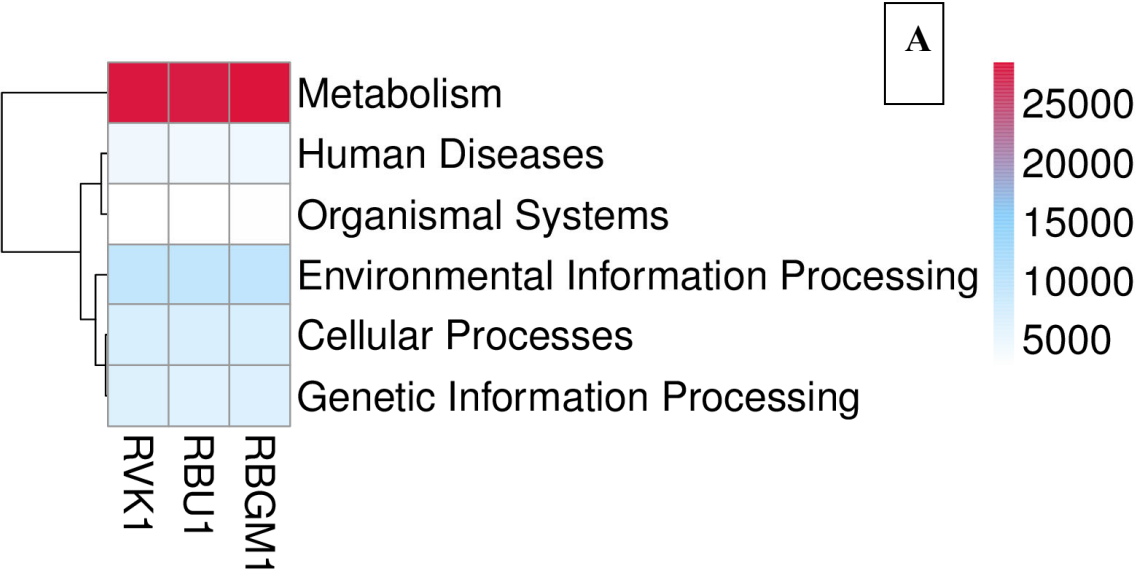 A
Metabolism
Human Diseases
Organismal Systems
Environmental Information Processing
Cellular Processes
Genetic Information Processing
RVK1
RBU1
RBGM1
25000
20000
15000
10000
5000